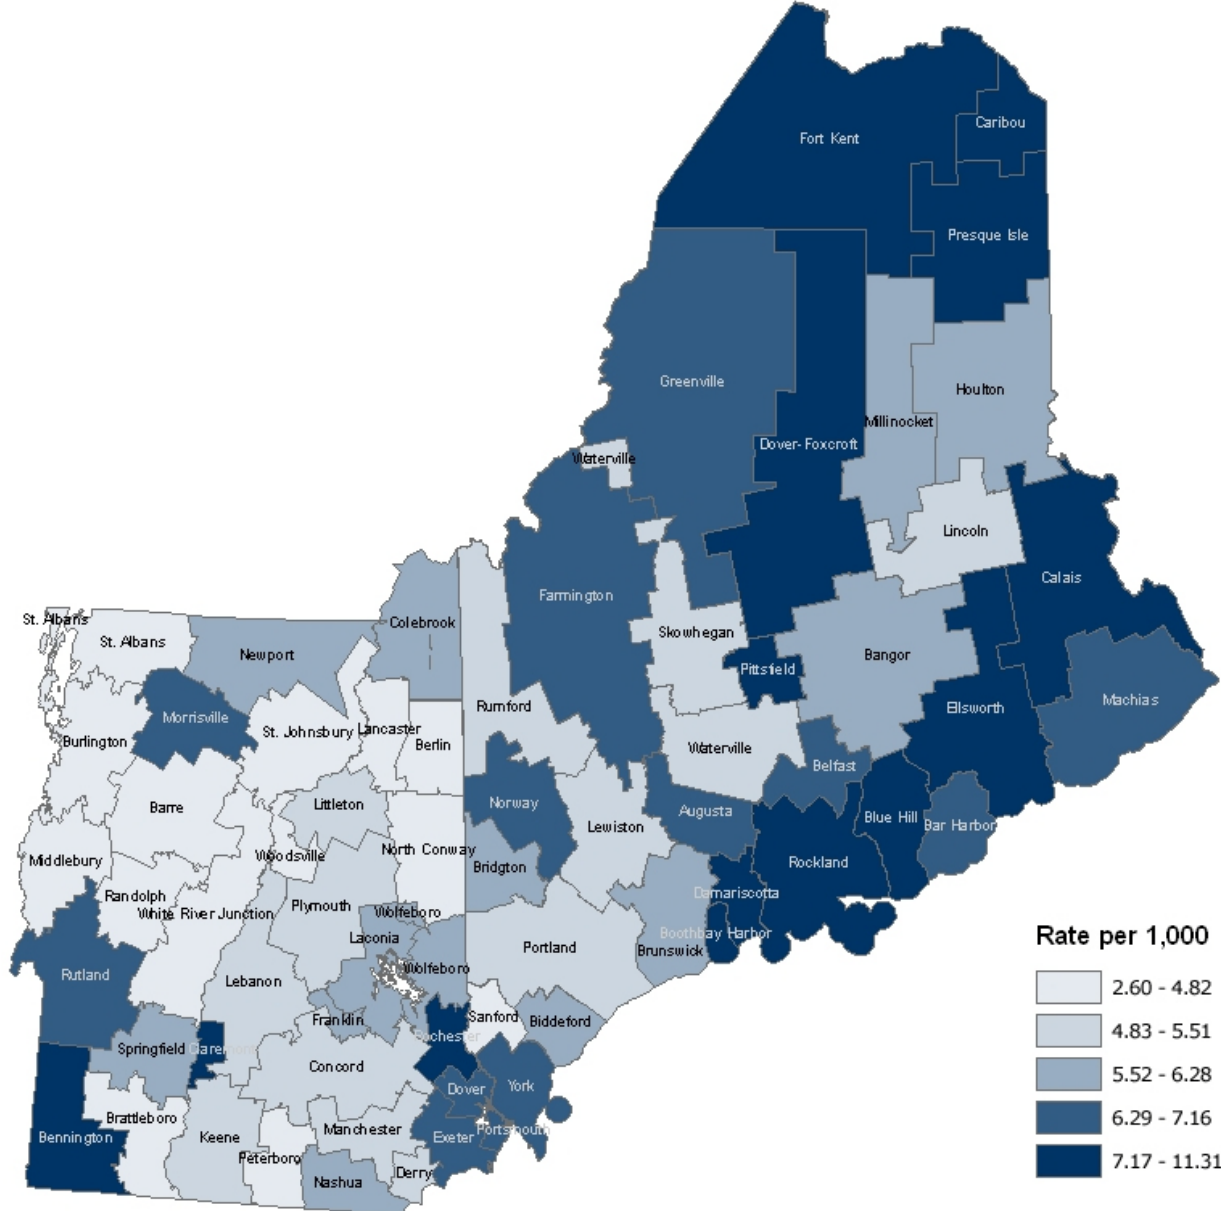 Caribou
Fort Kent
Presque Isle
Greenville
Houlton
Millinocket
Dover-Foxcroft
Waterville
Lincoln
Calais
Farmington
St. Albans
Colebrook
Skowhegan
St. Albans
Newport
Bangor
Pittsfield
Machias
Rumford
Ellsworth
Morrisville
St. Johnsbury
Lancaster
Burlington
Berlin
Waterville
Belfast
Littleton
Norway
Barre
Augusta
Blue Hill
Bar Harbor
Lewiston
North Conway
Woodsville
Middlebury
Rockland
Bridgton
Randolph
Damariscotta
Plymouth
White River Junction
Wolfeboro
Boothbay Harbor
Laconia
Portland
Brunswick
Rutland
Wolfeboro
Lebanon
Sanford
Franklin
Biddeford
Rochester
Springfield
Claremont
Concord
York
Dover
Brattleboro
Bennington
Keene
Manchester
Exeter
Portsmouth
Peterboro
Derry
Nashua
Rate per 1,000
2.60 - 4.82
4.83 - 5.51
5.52 - 6.28
6.29 - 7.16
7.17 - 11.31